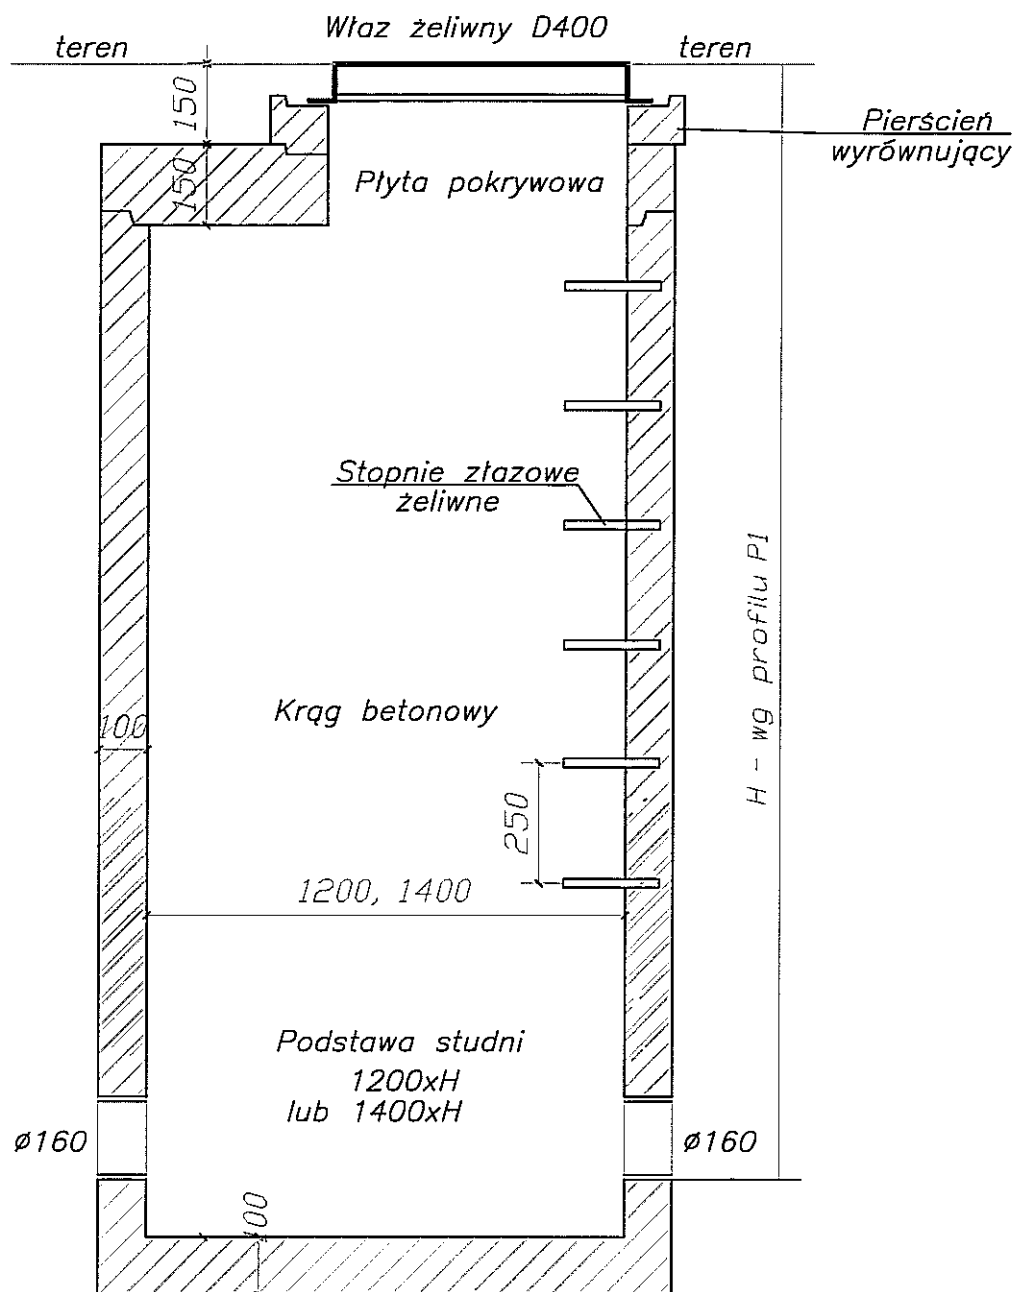 Właz żeliwny D400
teren
teren
150
Pierścień
wyrównujący
150
Płyta pokrywowa
Stopnie złazowe
żeliwne
H - wg profilu P1
Krąg betonowy
100
250
1200, 1400
Podstawa studni
1200xH
lub 1400xH
ø160
ø160
100